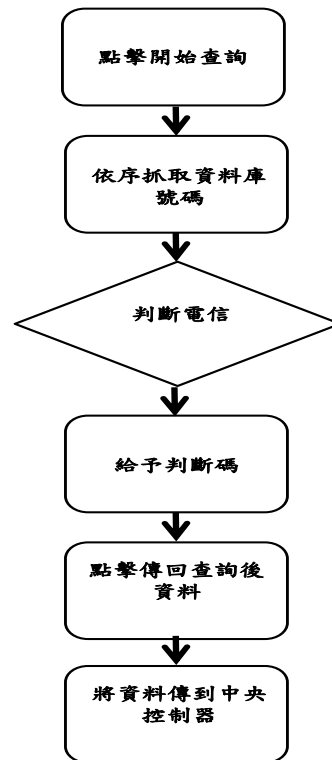 點擊開始查詢
依序抓取資料庫
號碼
判斷電信
給予判斷碼
點擊傳回查詢後
資料
將資料傳到中央
控制器